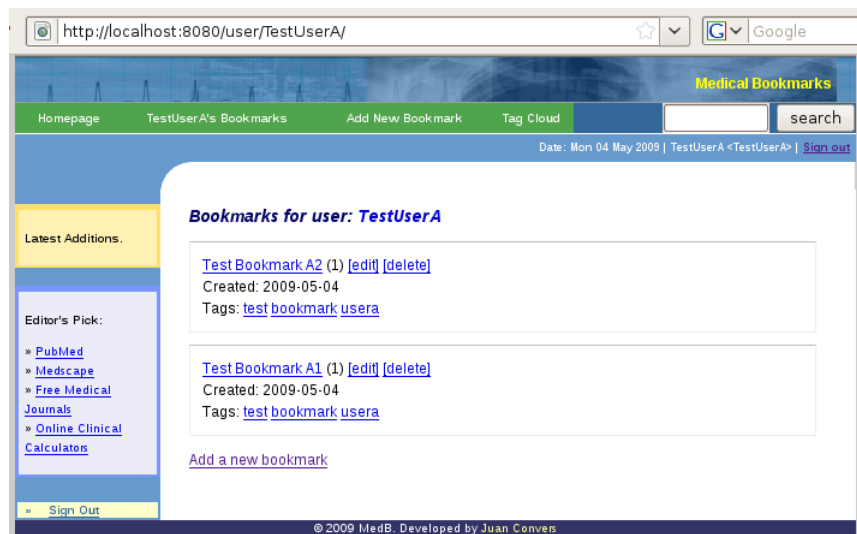 http://localhost:8080/user/TestUserA/
Google
Medical Bookmarks
Homepage TestUserA's Bookmarks Add New Bookmark Tag Cloud search
Date: Mon 04 May 2009 | TestUserA <TestUserA> | Sign out
Latest Additions.
Editor's Pick:
» PubMed
» Medscape
» Free Medical
Journals
» Online Clinical
Calculators
» Sign Out
Bookmarks for user: TestUserA
Test Bookmark A2 (1) [edit] [delete]
Created: 2009-05-04
Tags: test bookmark usera
Test Bookmark A1 (1) [edit] [delete]
Created: 2009-05-04
Tags: test bookmark usera
Add a new bookmark
© 2009 MedB. Developed by Juan Convers